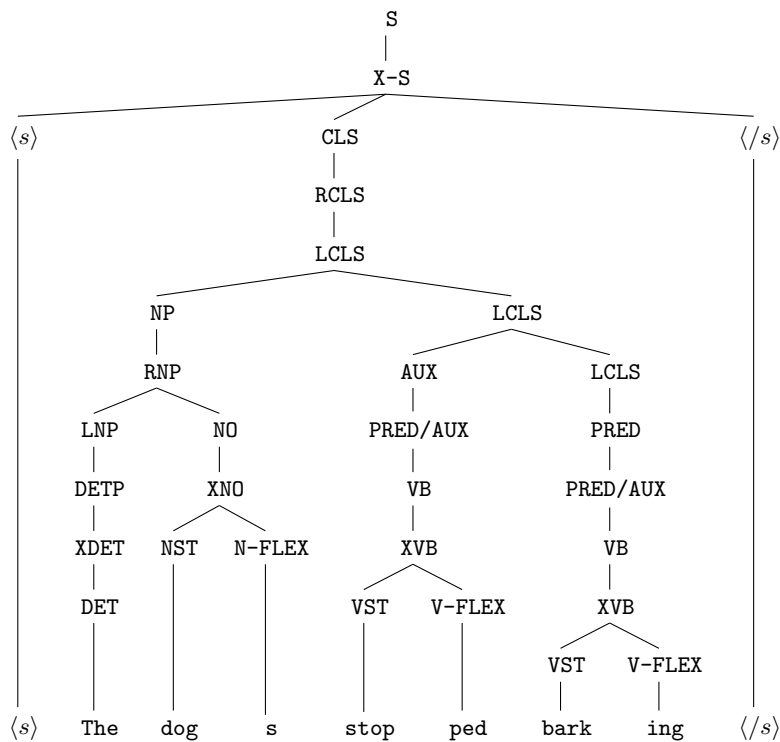 S
X-S
⟨s⟩ CLS ⟨/s⟩
RCLS
LCLS
NP LCLS
RNP AUX LCLS
LNP NO PRED/AUX PRED
DETP XNO VB PRED/AUX
XDET NST N-FLEX XVB VB
DET VST V-FLEX XVB
VST V-FLEX
⟨s⟩ The dog s stop ped bark ing ⟨/s⟩